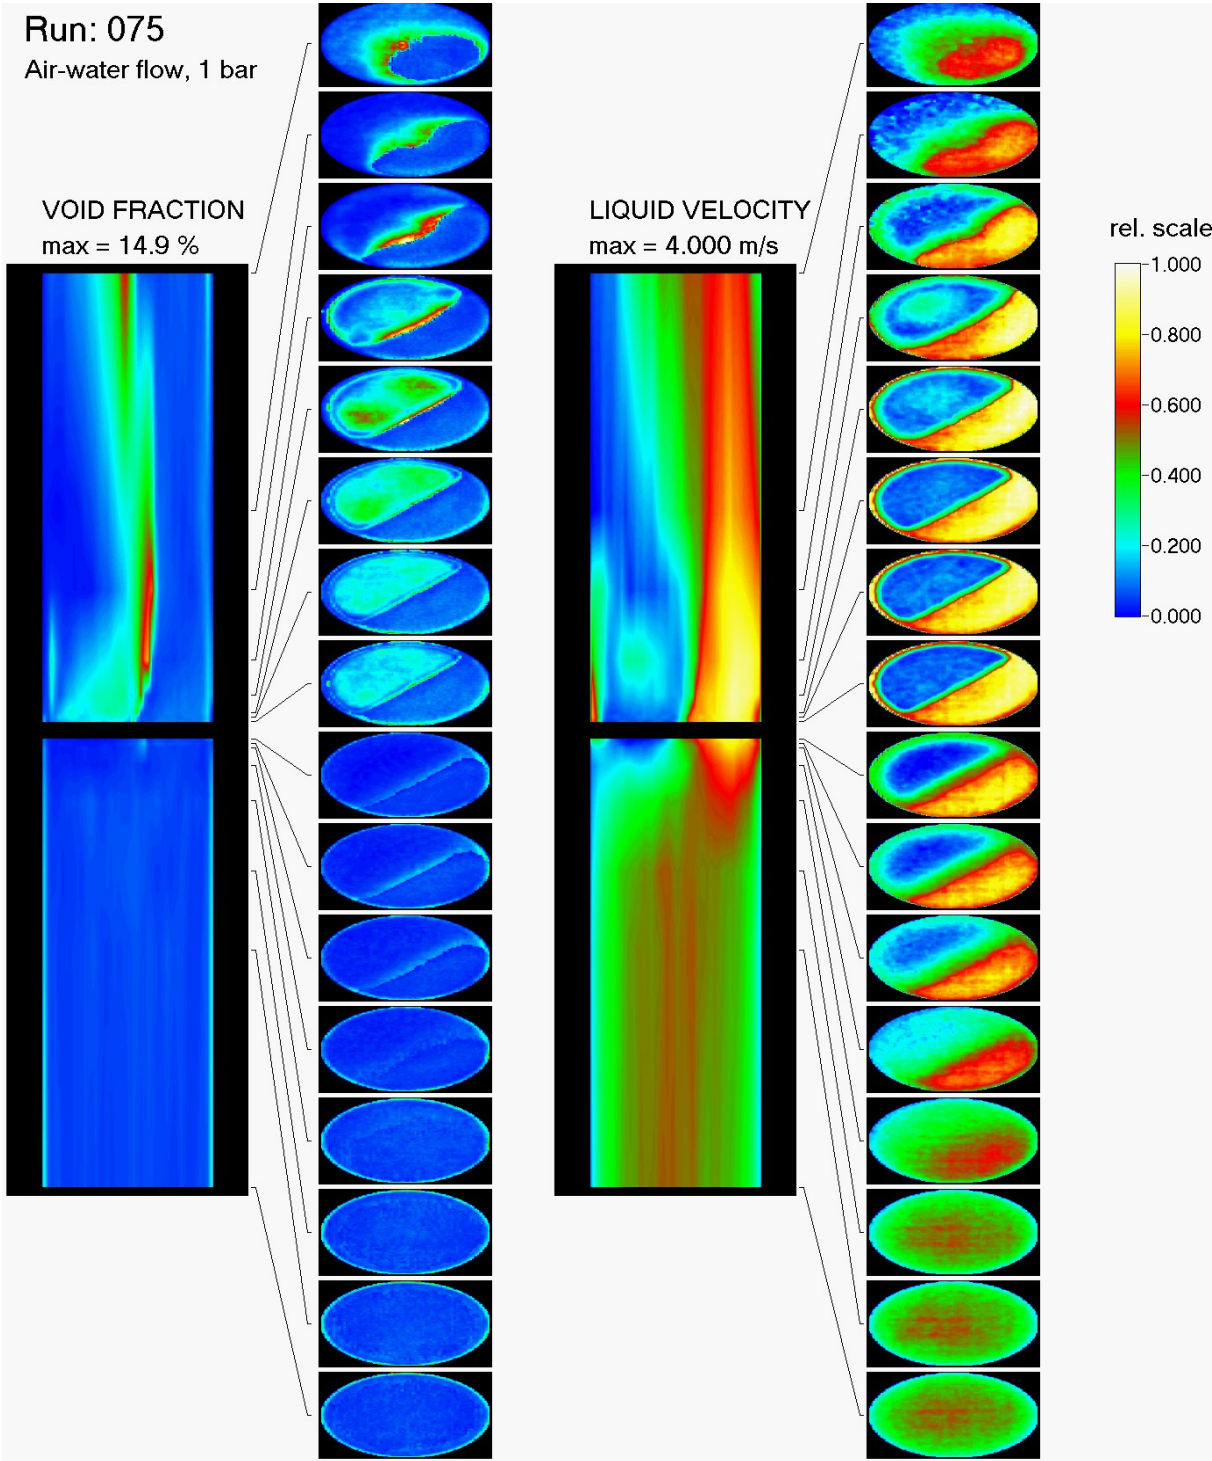 Run: 075
Air-water flow, 1 bar
VOID FRACTION
max = 14.9 %
LIQUID VELOCITY
max = 4.000 m/s
rel. scale
1.000
0.800
0.600
0.400
0.200
0.000